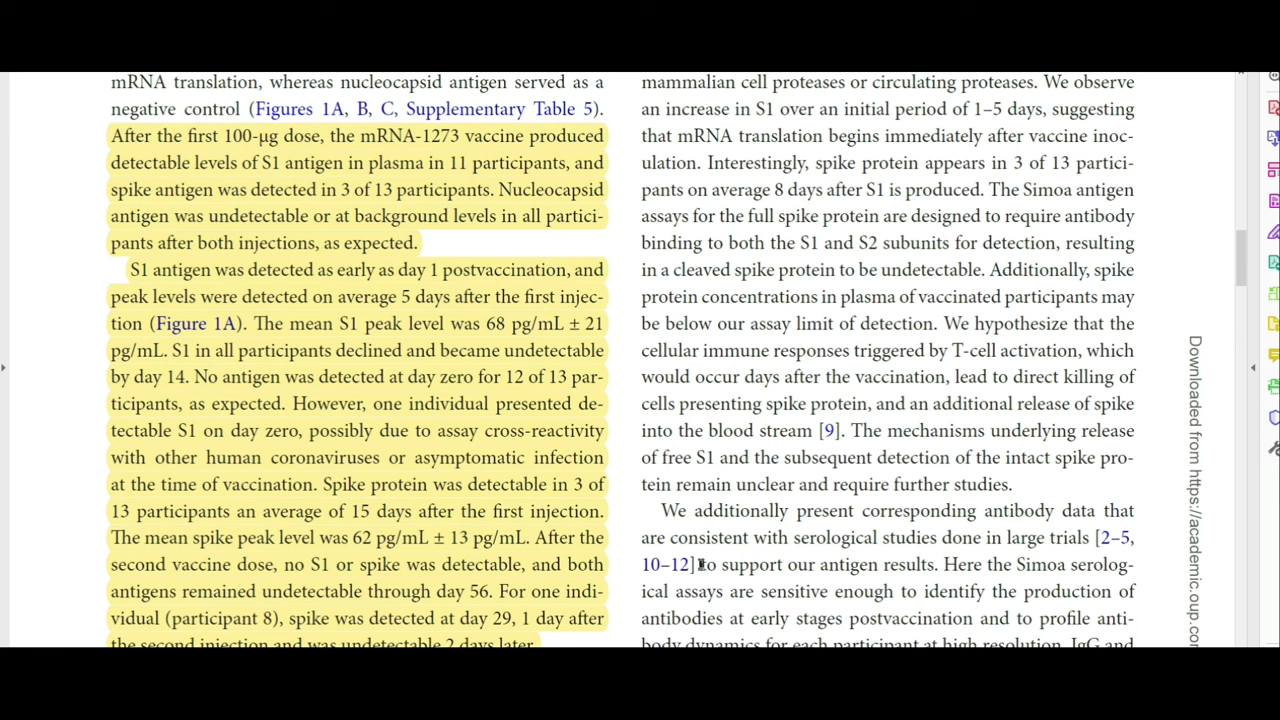 mRNA translation, whereas nucleocapsid antigen served as a
negative control (Figures 1A, B, C, Supplementary Table 5).
After the first 100-μg dose, the mRNA-1273 vaccine produced
detectable levels of S1 antigen in plasma in 11 participants, and
spike antigen was detected in 3 of 13 participants. Nucleocapsid
antigen was undetectable or at background levels in all partici-
pants after both injections, as expected.
S1 antigen was detected as early as day 1 postvaccination, and
peak levels were detected on average 5 days after the first injec-
tion (Figure 1A). The mean S1 peak level was 68 pg/mL ± 21
pg/mL. S1 in all participants declined and became undetectable
by day 14. No antigen was detected at day zero for 12 of 13 par-
ticipants, as expected. However, one individual presented de-
tectable S1 on day zero, possibly due to assay cross-reactivity
with other human coronaviruses or asymptomatic infection
at the time of vaccination. Spike protein was detectable in 3 of
13 participants an average of 15 days after the first injection.
The mean spike peak level was 62 pg/mL ± 13 pg/mL. After the
second vaccine dose, no S1 or spike was detectable, and both
antigens remained undetectable through day 56. For one indi-
vidual (participant 8), spike was detected at day 29, 1 day after
the second injection and was undetectable 2 days later.
mammalian cell proteases or circulating proteases. We observe
an increase in S1 over an initial period of 1–5 days, suggesting
that mRNA translation begins immediately after vaccine inoc-
ulation. Interestingly, spike protein appears in 3 of 13 partici-
pants on average 8 days after S1 is produced. The Simoa antigen
assays for the full spike protein are designed to require antibody
binding to both the S1 and S2 subunits for detection, resulting
in a cleaved spike protein to be undetectable. Additionally, spike
protein concentrations in plasma of vaccinated participants may
be below our assay limit of detection. We hypothesize that the
cellular immune responses triggered by T-cell activation, which
would occur days after the vaccination, lead to direct killing of
cells presenting spike protein, and an additional release of spike
into the blood stream [9]. The mechanisms underlying release
of free S1 and the subsequent detection of the intact spike pro-
tein remain unclear and require further studies.
We additionally present corresponding antibody data that
are consistent with serological studies done in large trials [2–5,
10–12] to support our antigen results. Here the Simoa serolog-
ical assays are sensitive enough to identify the production of
antibodies at early stages postvaccination and to profile anti-
body dynamics for each participant at high resolution. IgG and
Downloaded from https://academic.oup.com